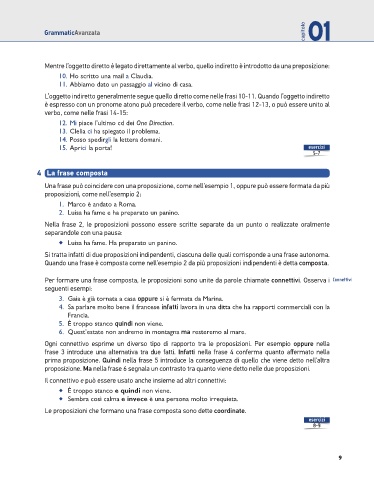 GrammaticAvanzata
capitolo 01
Mentre l'oggetto diretto è legato direttamente al verbo, quello indiretto è introdotto da una preposizione:
10. Ho scritto una mail a Claudia.
11. Abbiamo dato un passaggio al vicino di casa.
L'oggetto indiretto generalmente segue quello diretto come nelle frasi 10-11. Quando l'oggetto indiretto
è espresso con un pronome atono può precedere il verbo, come nelle frasi 12-13, o può essere unito al
verbo, come nelle frasi 14-15:
12. Mi piace l'ultimo cd dei One Direction.
13. Clelia ci ha spiegato il problema.
14. Posso spedirgli la lettera domani.
15. Aprici la porta!
esercizi
5-7
4 La frase composta
Una frase può coincidere con una proposizione, come nell'esempio 1, oppure può essere formata da più
proposizioni, come nell'esempio 2:
1. Marco è andato a Roma.
2. Luisa ha fame e ha preparato un panino.
Nella frase 2, le proposizioni possono essere scritte separate da un punto o realizzate oralmente
separandole con una pausa:
◆ Luisa ha fame. Ha preparato un panino.
Si tratta infatti di due proposizioni indipendenti, ciascuna delle quali corrisponde a una frase autonoma.
Quando una frase è composta come nell'esempio 2 da più proposizioni indipendenti è detta composta.
Per formare una frase composta, le proposizioni sono unite da parole chiamate connettivi. Osserva i
Connettivi
seguenti esempi:
3. Gaia è già tornata a casa oppure si è fermata da Marina.
4. Sa parlare molto bene il francese infatti lavora in una ditta che ha rapporti commerciali con la
Francia.
5. È troppo stanco quindi non viene.
6. Quest'estate non andremo in montagna ma resteremo al mare.
Ogni connettivo esprime un diverso tipo di rapporto tra le proposizioni. Per esempio oppure nella
frase 3 introduce una alternativa tra due fatti. Infatti nella frase 4 conferma quanto affermato nella
prima proposizione. Quindi nella frase 5 introduce la conseguenza di quello che viene detto nell'altra
proposizione. Ma nella frase 6 segnala un contrasto tra quanto viene detto nelle due proposizioni.
Il connettivo e può essere usato anche insieme ad altri connettivi:
◆ È troppo stanco e quindi non viene.
◆ Sembra così calma e invece è una persona molto irrequieta.
Le proposizioni che formano una frase composta sono dette coordinate.
esercizi
8-9
9